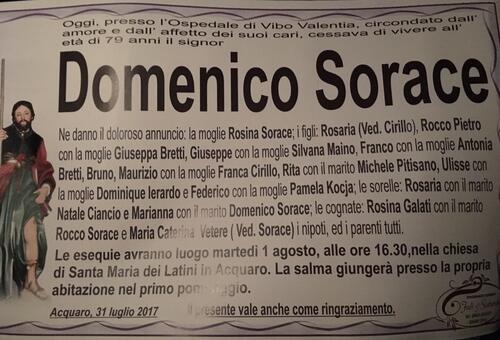 Oggi, presso l'Ospedale di Vibo Valentia, circondato dall'
amore e dall' affetto dei suoi cari, cessava di vivere all'
età di 79 anni il signor
Domenico Sorace
Ne danno il doloroso annuncio: la moglie Rosina Sorace; i figli: Rosaria (Ved. Cirillo), Rocco Pietro
con la moglie Giuseppa Bretti, Giuseppe con la moglie Silvana Maino, Franco con la moglie Antonia
Bretti, Bruno, Maurizio con la moglie Franca Cirillo, Rita con il marito Michele Pitisano, Ulisse con
la moglie Dominique Ierardo e Federico con la moglie Pamela Kocja; le sorelle: Rosaria con il marito
Natale Ciancio e Marianna con il marito Domenico Sorace; le cognate: Rosina Galati con il marito
Rocco Sorace e Maria Caterina Vetere ( Ved. Sorace) i nipoti, ed i parenti tutti.
Le esequie avranno luogo martedi 1 agosto, alle ore 16.30,nella chiesa
di Santa Maria dei Latini in Acquaro. La salma giungerà presso la propria
abitazione nel primo pomeriggio.
Acquaro, 31 luglio 2017
Il presente vale anche come ringraziamento.